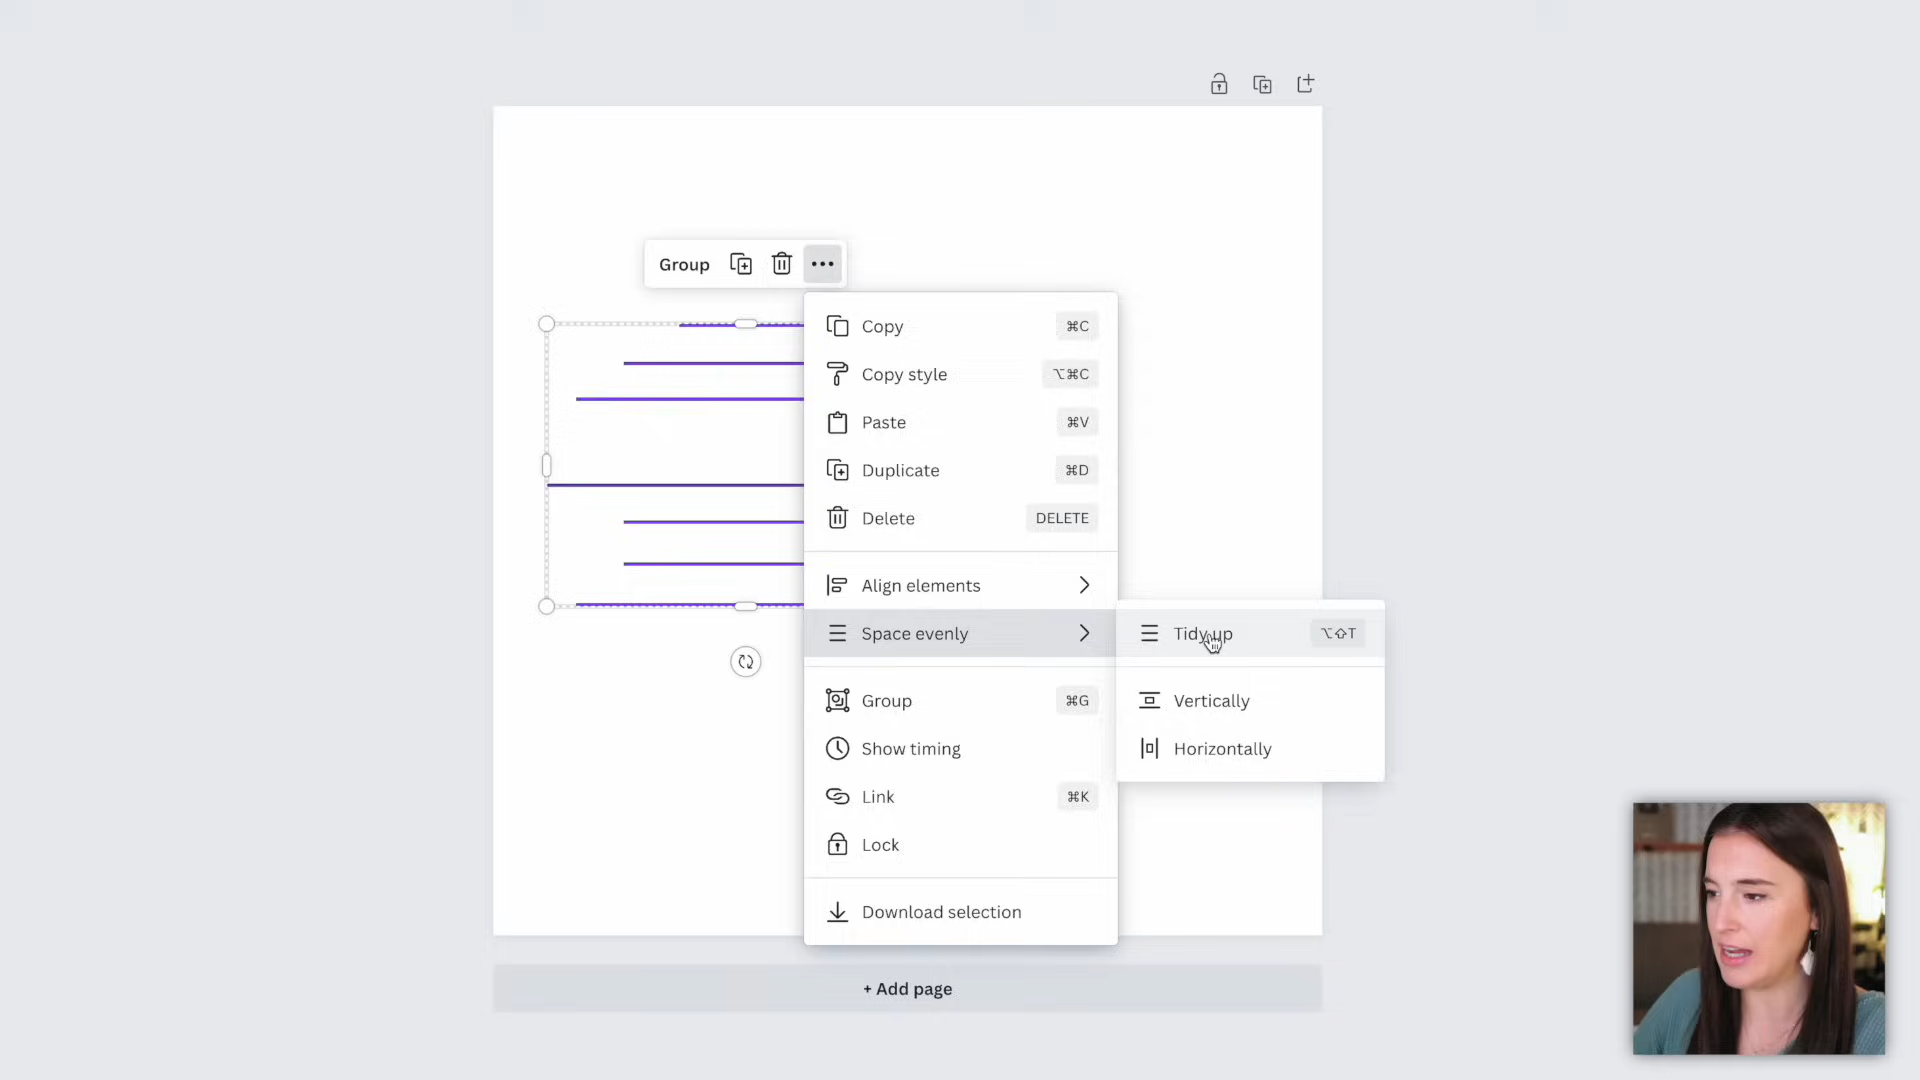 Group
Copy ⌘C
Copy style ⌥⌘C
Paste ⌘V
Duplicate ⌘D
Delete DELETE
Align elements
Space evenly
Tidy up ⌥⇧T
Vertically
Horizontally
Group ⌘G
Show timing
Link ⌘K
Lock
Download selection
+ Add page